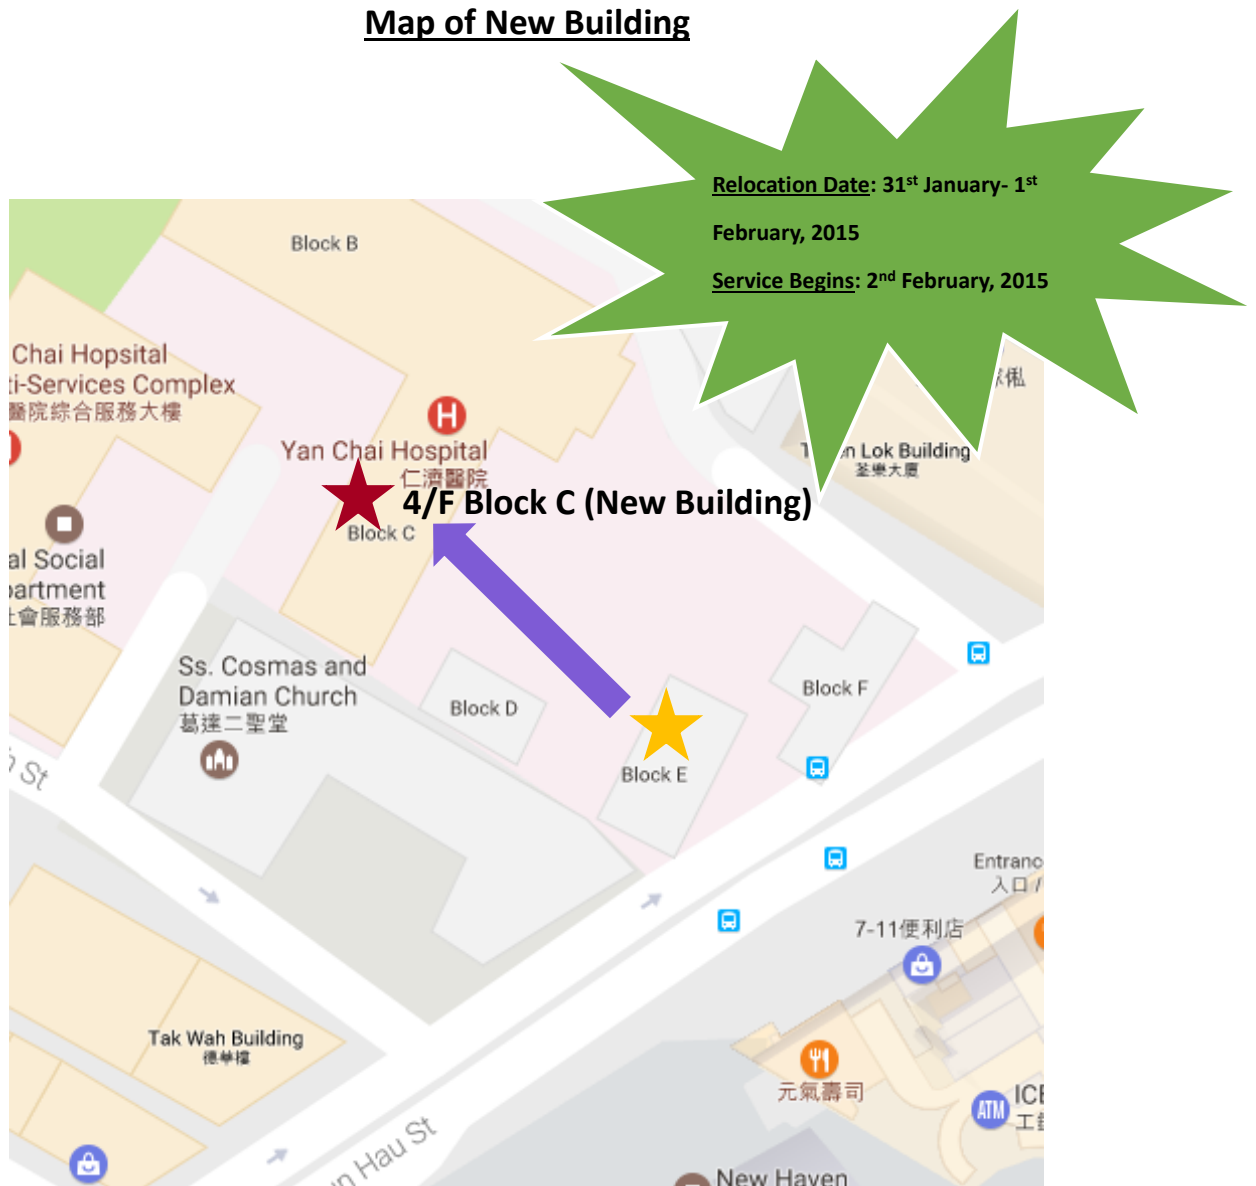 Map of New Building
Relocation Date: 31st January- 1st
February, 2015
Service Begins: 2nd February, 2015
Block B
Chai Hopsital
ti-Services Complex
醫院綜合服務大樓
H
Yan Chai Hospital
仁濟醫院
Lok Building
荃樂大廈
4/F Block C (New Building)
Block C
al Social
partment
社會服務部
Ss. Cosmas and
Damian Church
葛達二聖堂
Block D
Block F
Block E
St
Entranc
入口 /
7-11便利店
Tak Wah Building
德華樓
元氣壽司
ATM
ICE
工
n Hau St
New Haven